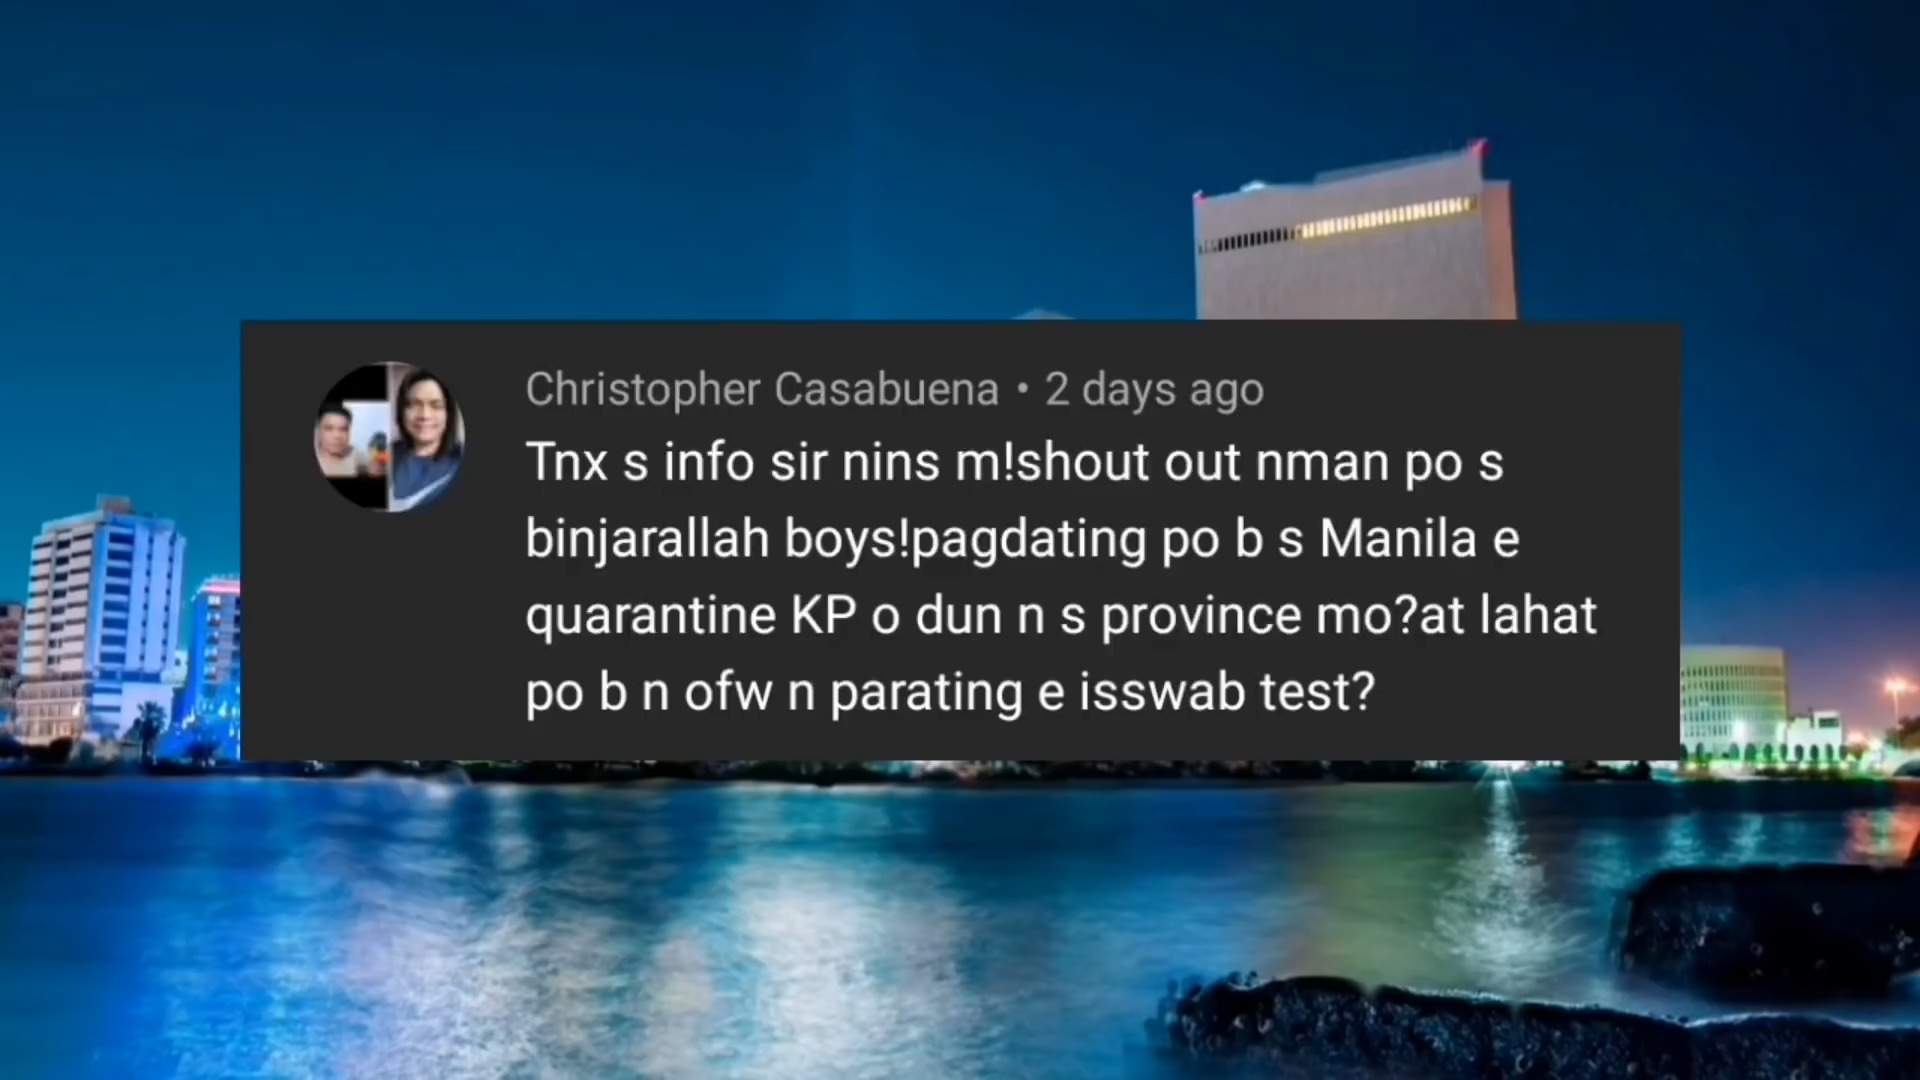 Christopher Casabuena • 2 days ago
Tnx s info sir nins m!shout out nman po s
binjarallah boys!pagdating po b s Manila e
quarantine KP o dun n s province mo?at lahat
po b n ofw n parating e isswab test?